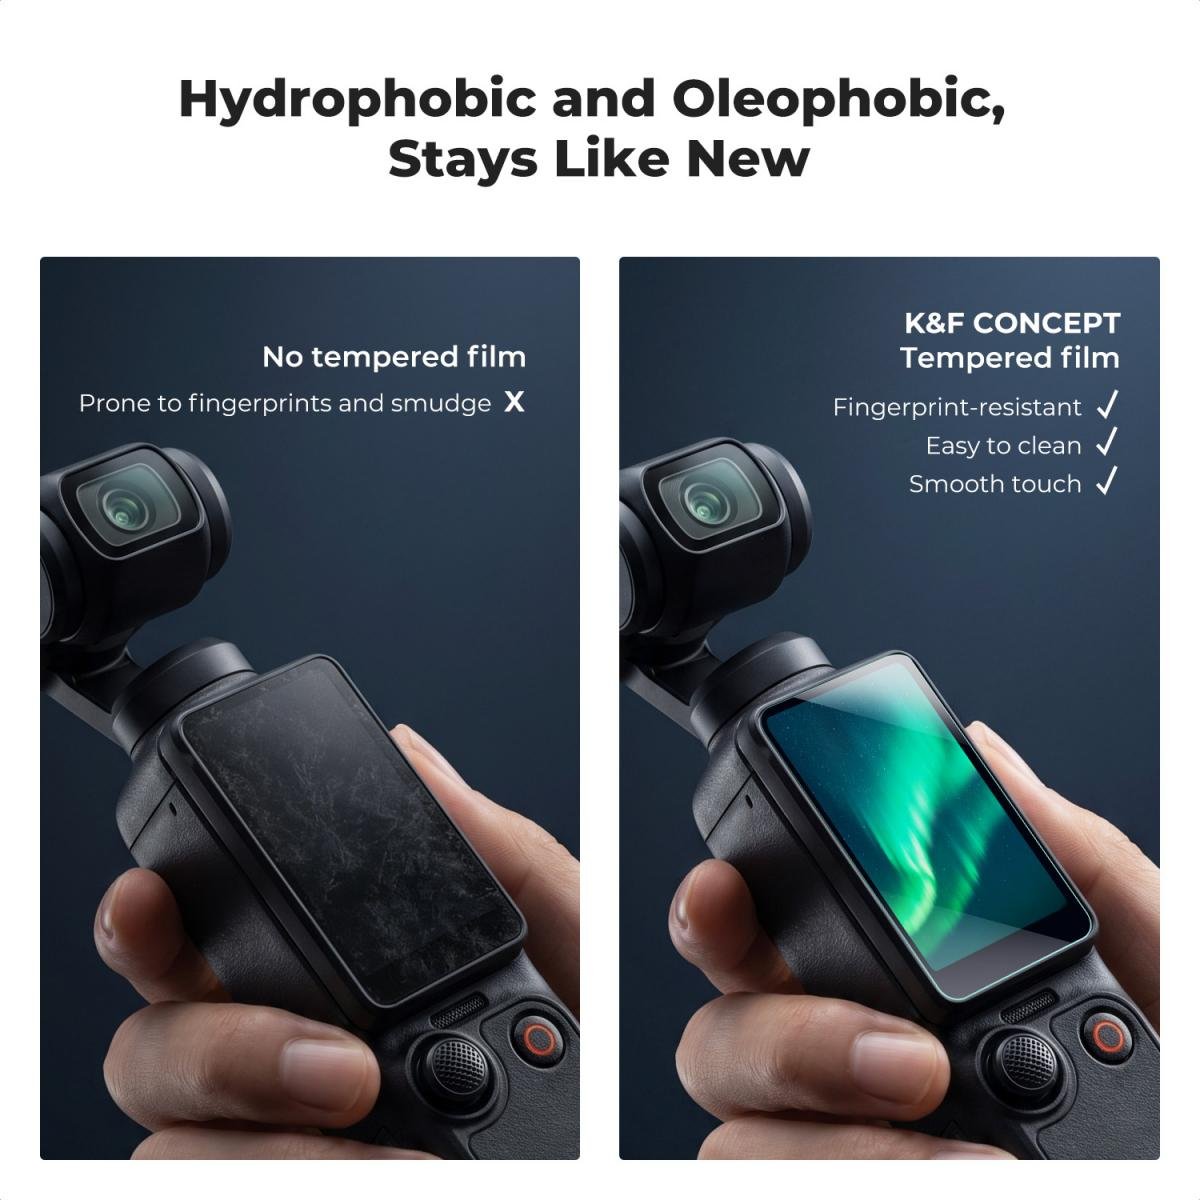 Hydrophobic and Oleophobic,
Stays Like New
No tempered film
Prone to fingerprints and smudge X
K&F CONCEPT
Tempered film
Fingerprint-resistant ✓
Easy to clean ✓
Smooth touch ✓